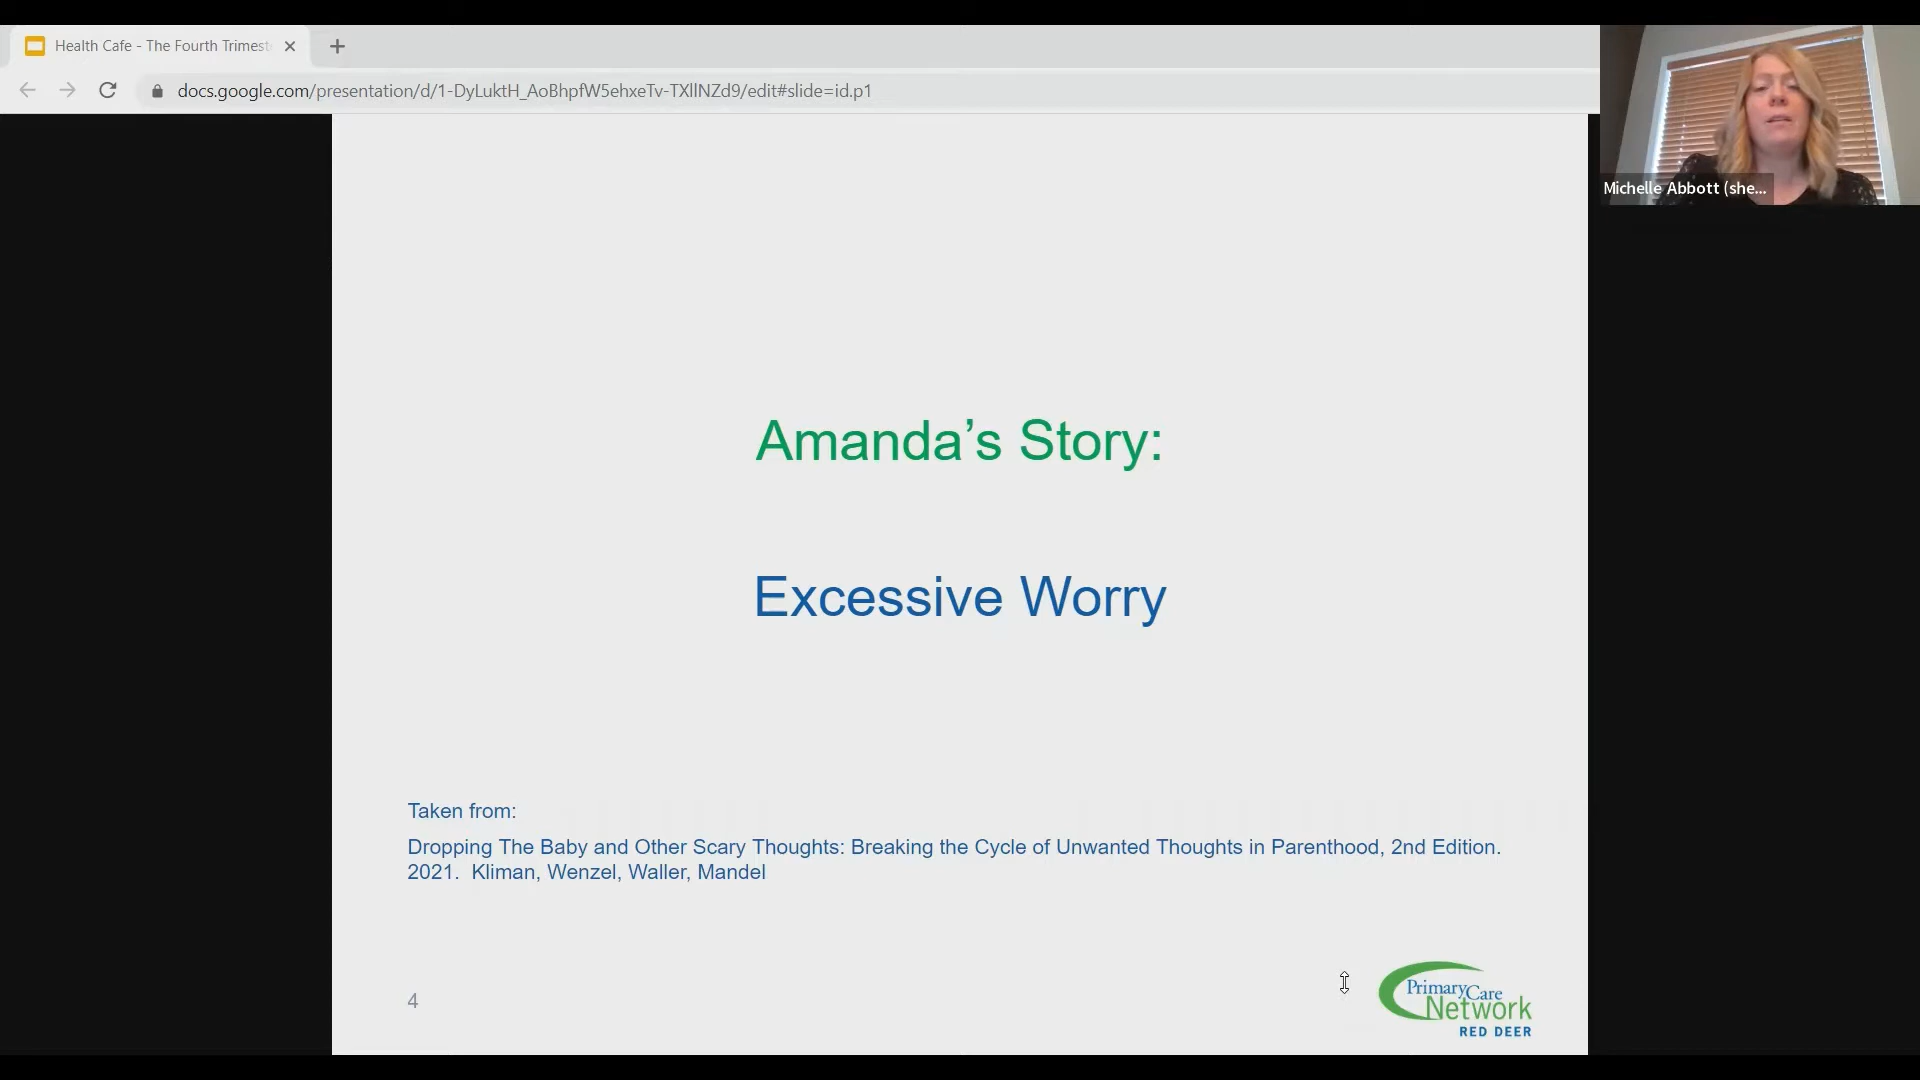 Health Cafe - The Fourth Trimest
docs.google.com/presentation/d/1-DyLuktH_AoBhpfW5ehxeTv-TXllNZd9/edit#slide=id.p1
Michelle Abbott (she...
Amanda’s Story:
Excessive Worry
Taken from:
Dropping The Baby and Other Scary Thoughts: Breaking the Cycle of Unwanted Thoughts in Parenthood, 2nd Edition.
2021.  Kliman, Wenzel, Waller, Mandel
4
PrimaryCare
Network
RED DEER